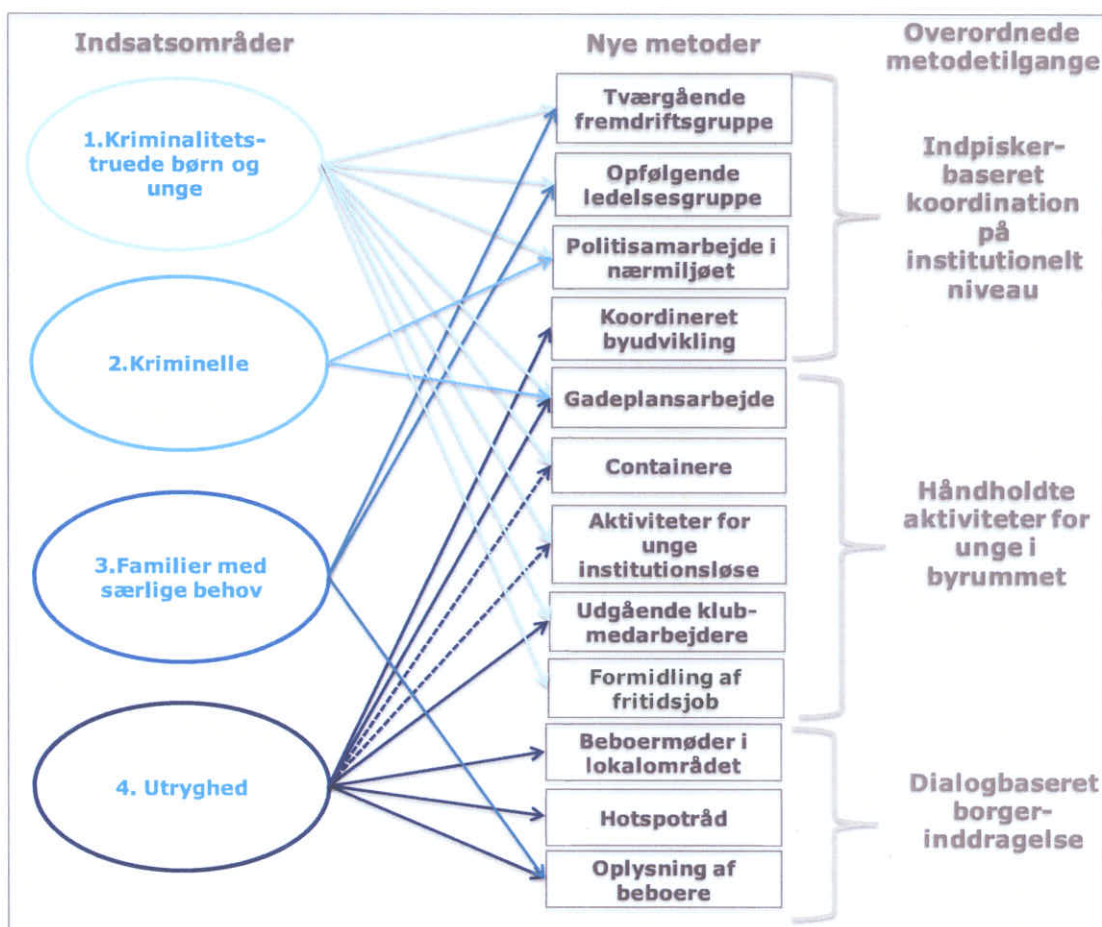 Indsatsområder
Nye metoder
Overordnede
metodetilgange
1.Kriminalitets-
truede børn og
unge
2.Kriminelle
3.Familier med
særlige behov
4. Utryghed
Tværgående
fremdriftsgruppe
Opfølgende
ledelsesgruppe
Politisamarbejde i
nærmiljøet
Koordineret
byudvikling
Gadeplansarbejde
Containere
Aktiviteter for
unge
institutionsløse
Udgående klub-
medarbejdere
Formidling af
fritidsjob
Beboermøder i
lokalområdet
Hotspotråd
Oplysning af
beboere
Indpisker-
baseret
koordination
på
institutionelt
niveau
Håndholdte
aktiviteter for
unge i
byrummet
Dialogbaseret
borger-
inddragelse